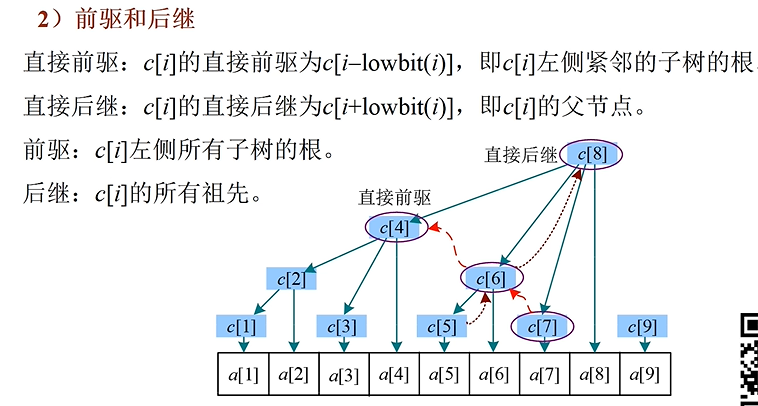 2）前驱和后继
直接前驱：c[i]的直接前驱为c[i–lowbit(i)]，即c[i]左侧紧邻的子树的根.
直接后继：c[i]的直接后继为c[i+lowbit(i)]，即c[i]的父节点。
前驱：c[i]左侧所有子树的根。
后继：c[i]的所有祖先。
直接后继 c[8]
直接前驱
c[4]
c[2] c[6]
c[1] c[3] c[5] c[7] c[9]
a[1] a[2] a[3] a[4] a[5] a[6] a[7] a[8] a[9]